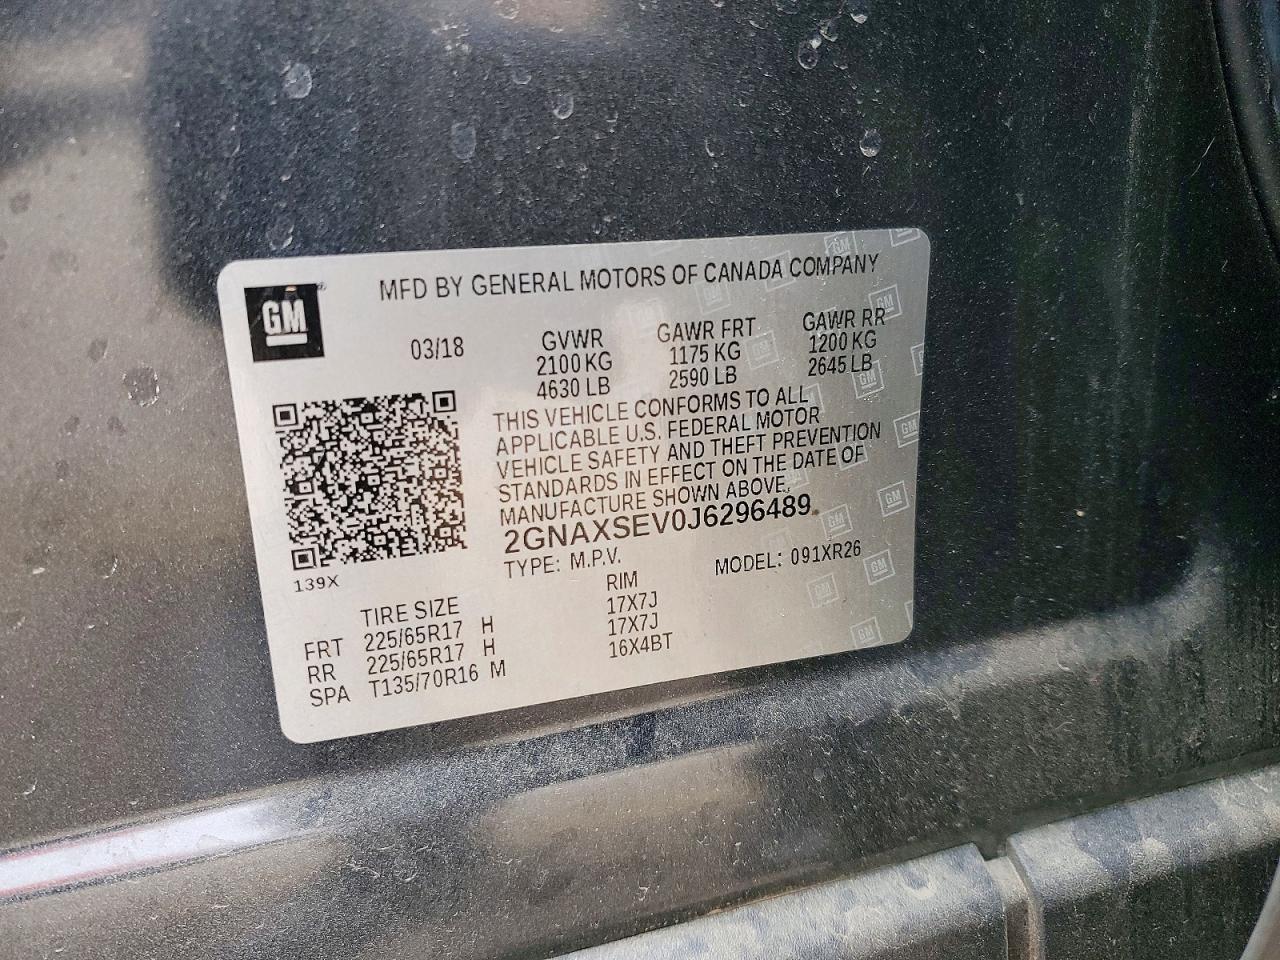 GM
MFD BY GENERAL MOTORS OF CANADA COMPANY
03/18
GVWR GAWR FRT GAWR RR
2100 KG 1175 KG 1200 KG
4630 LB 2590 LB 2645 LB
THIS VEHICLE CONFORMS TO ALL
APPLICABLE U.S. FEDERAL MOTOR
VEHICLE SAFETY AND THEFT PREVENTION
STANDARDS IN EFFECT ON THE DATE OF
MANUFACTURE SHOWN ABOVE.
2GNAXSEV0J6296489
TYPE: M.P.V. MODEL: 091XR26
139X
TIRE SIZE RIM
FRT 225/65R17 H 17X7J
RR 225/65R17 H 17X7J
SPA T135/70R16 M 16X4BT